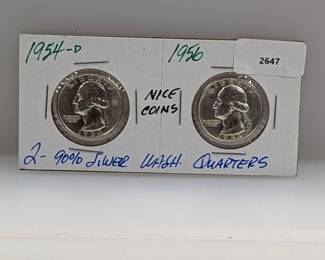 1954-D
1956
2647
NICE
COINS
2- 90% SILVER WASH. QUARTERS